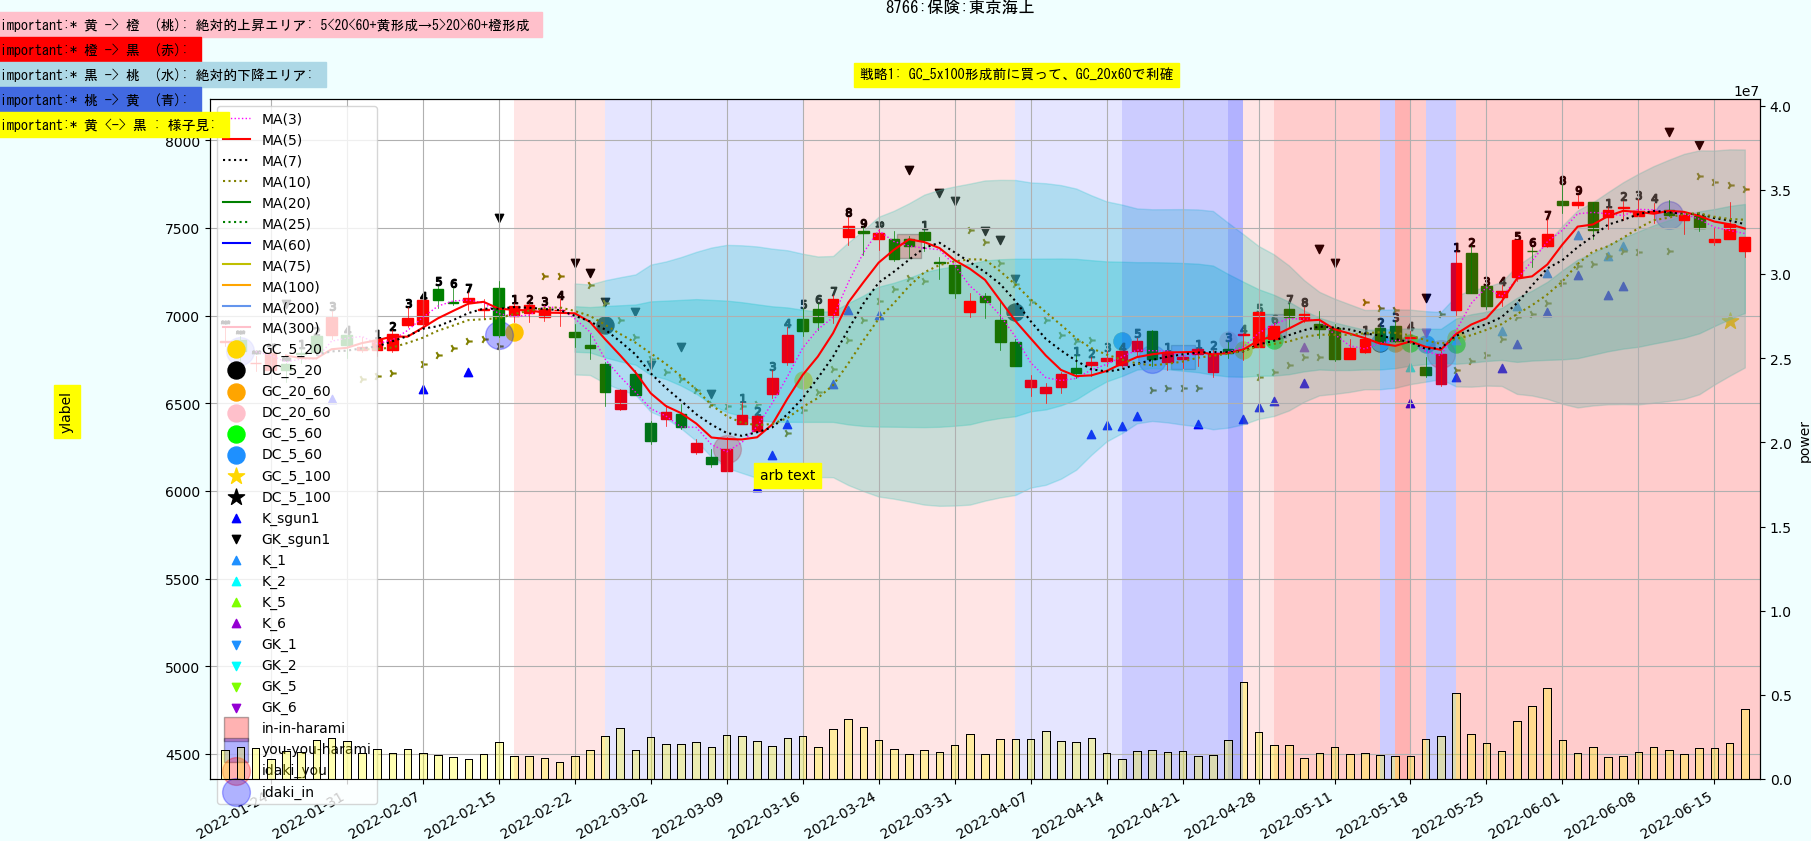 8766:保険:東京海上
important:* 黄 -> 橙 (桃): 絶対的上昇エリア: 5<20<60+黄形成→5>20>60+橙形成
important:* 橙 -> 黒 (赤):
important:* 黒 -> 桃 (水): 絶対的下降エリア:
important:* 桃 -> 黄 (青):
important:* 黄 <-> 黒 : 様子見:
戦略1: GC_5x100形成前に買って、GC_20x60で利確
1e7
MA(3)
MA(5)
MA(7)
MA(10)
MA(20)
MA(25)
MA(60)
MA(75)
MA(100)
MA(200)
MA(300)
GC_5_20
DC_5_20
GC_20_60
DC_20_60
GC_5_60
DC_5_60
GC_5_100
DC_5_100
K_sgun1
GK_sgun1
K_1
K_2
K_5
K_6
GK_1
GK_2
GK_5
GK_6
in-in-harami
you-you-harami
idaki_you
idaki_in
8000
7500
7000
6500
6000
5500
5000
4500
ylabel
arb text
4.0
3.5
3.0
2.5
2.0
1.5
1.0
0.5
0.0
power
2022-01-24
2022-01-31
2022-02-07
2022-02-15
2022-02-22
2022-03-02
2022-03-09
2022-03-16
2022-03-24
2022-03-31
2022-04-07
2022-04-14
2022-04-21
2022-04-28
2022-05-11
2022-05-18
2022-05-25
2022-06-01
2022-06-08
2022-06-15